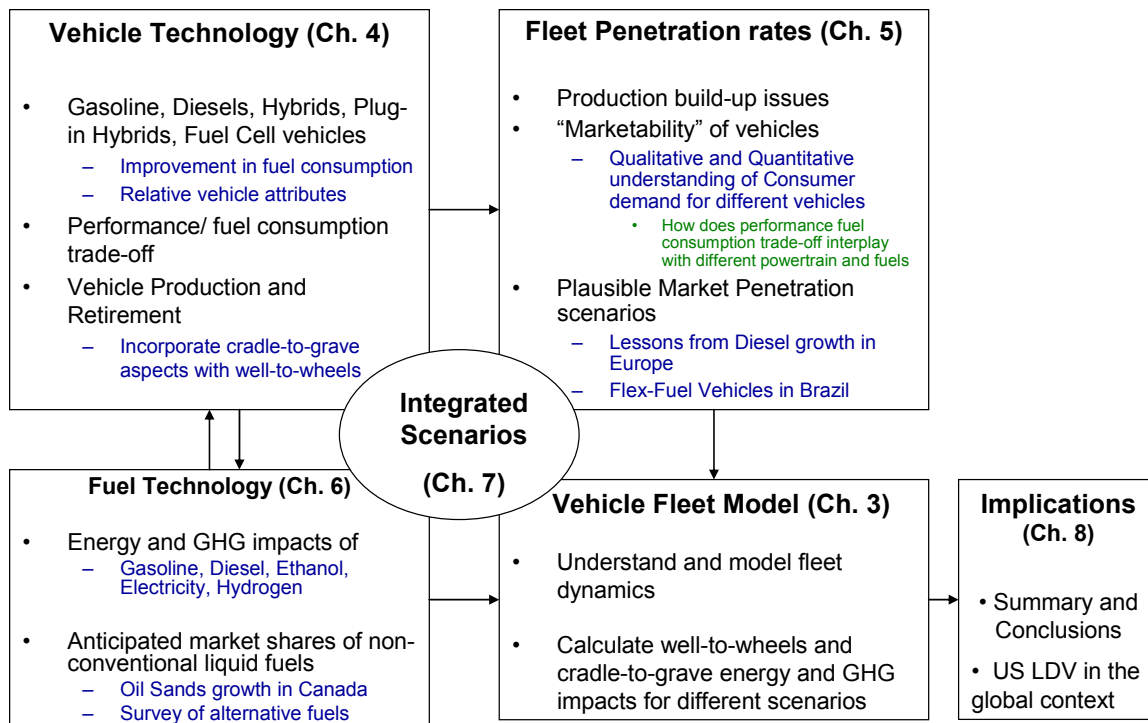 Vehicle Technology (Ch. 4)
• Gasoline, Diesels, Hybrids, Plug-
in Hybrids, Fuel Cell vehicles
– Improvement in fuel consumption
– Relative vehicle attributes
• Performance/ fuel consumption
trade-off
• Vehicle Production and
Retirement
– Incorporate cradle-to-grave
aspects with well-to-wheels
Fleet Penetration rates (Ch. 5)
• Production build-up issues
• “Marketability” of vehicles
– Qualitative and Quantitative
understanding of Consumer
demand for different vehicles
• How does performance fuel
consumption trade-off interplay
with different powertrain and fuels
• Plausible Market Penetration
scenarios
– Lessons from Diesel growth in
Europe
– Flex-Fuel Vehicles in Brazil
Integrated
Scenarios
(Ch. 7)
Fuel Technology (Ch. 6)
• Energy and GHG impacts of
– Gasoline, Diesel, Ethanol,
Electricity, Hydrogen
• Anticipated market shares of non-
conventional liquid fuels
– Oil Sands growth in Canada
– Survey of alternative fuels
Vehicle Fleet Model (Ch. 3)
• Understand and model fleet
dynamics
• Calculate well-to-wheels and
cradle-to-grave energy and GHG
impacts for different scenarios
Implications
(Ch. 8)
• Summary and
Conclusions
• US LDV in the
global context